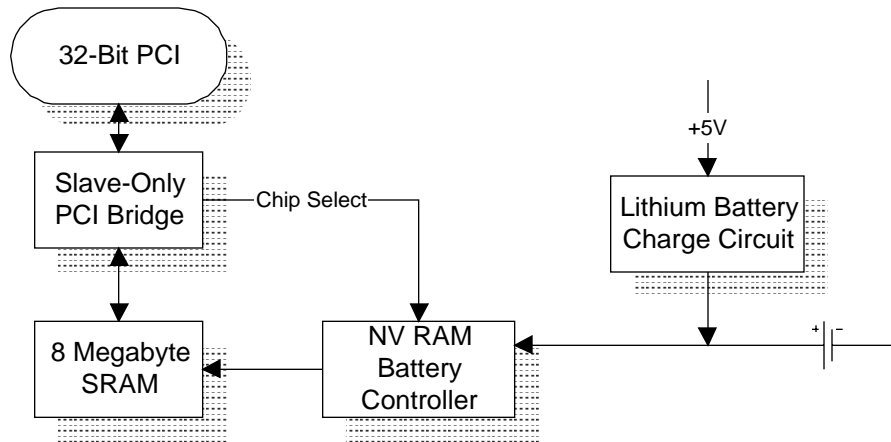 32-Bit PCI
+5V
Slave-Only
PCI Bridge
Chip Select
Lithium Battery
Charge Circuit
+ −
8 Megabyte
SRAM
NV RAM
Battery
Controller